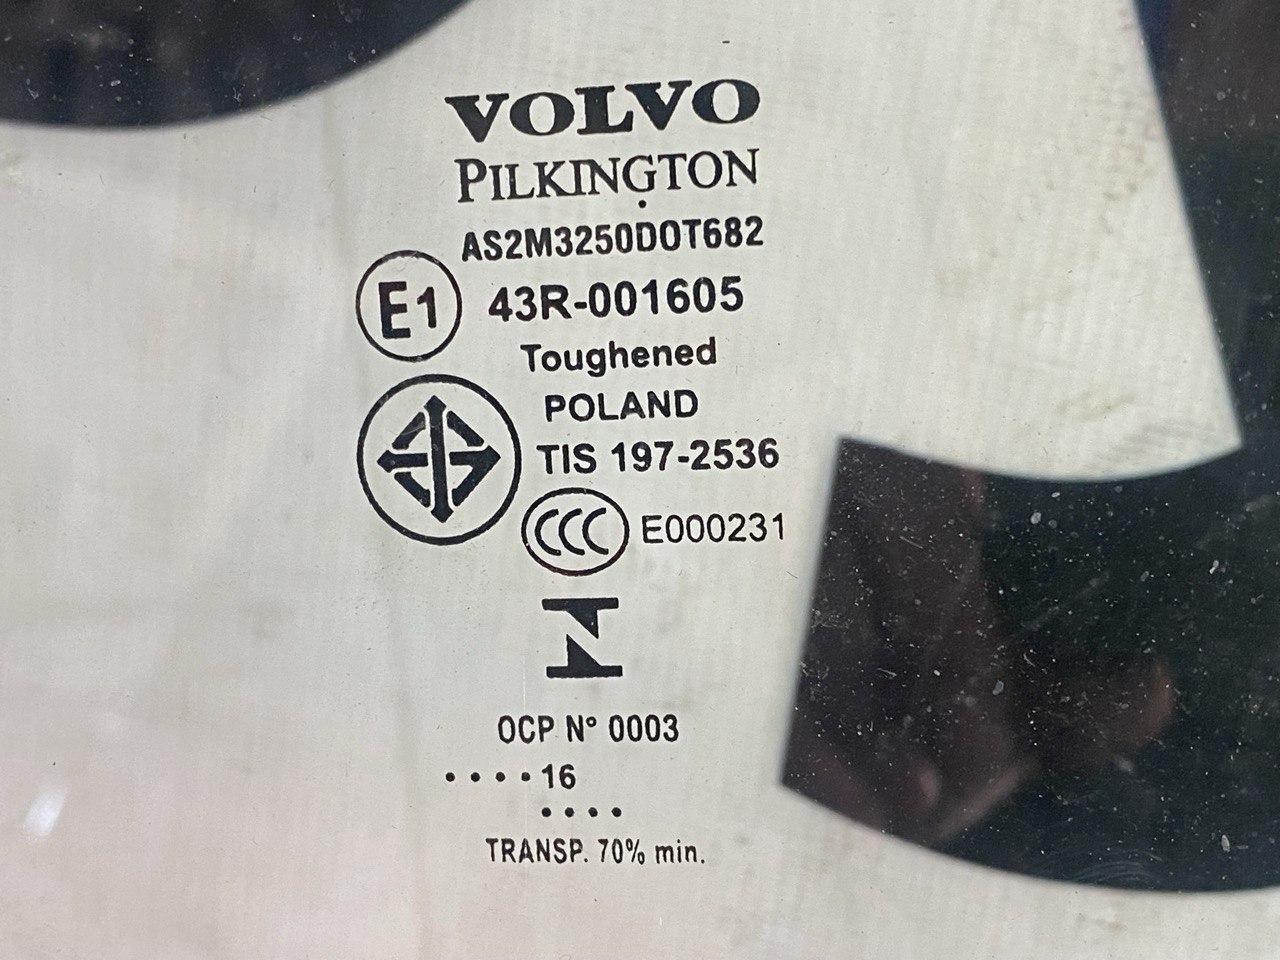 VOLVO
PILKINGTON
AS2M3250DOT682
E1 43R-001605
Toughened
POLAND
TIS 197-2536
CCC E000231
N
OCP Nº 0003
....16
....
TRANSP. 70% min.